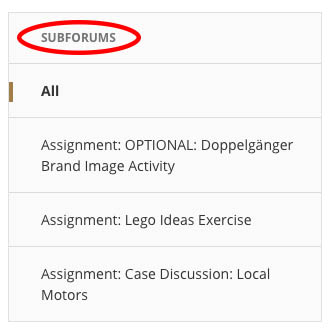 SUBFORUMS
All
Assignment: OPTIONAL: Doppelgänger
Brand Image Activity
Assignment: Lego Ideas Exercise
Assignment: Case Discussion: Local
Motors